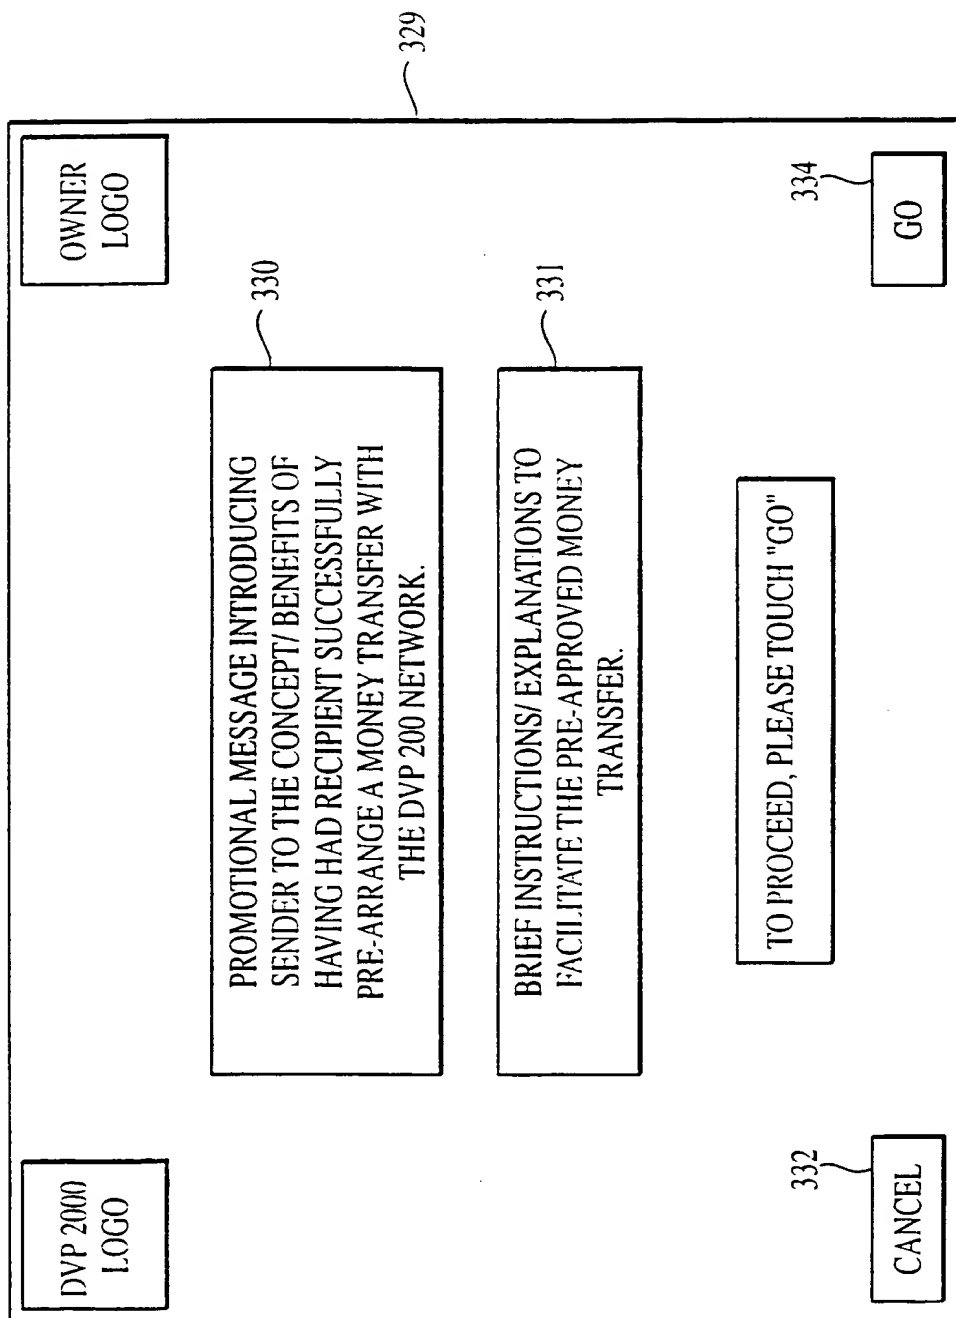 DVP 2000
LOGO
OWNER
LOGO
329
330
PROMOTIONAL MESSAGE INTRODUCING
SENDER TO THE CONCEPT/ BENEFITS OF
HAVING HAD RECIPIENT SUCCESSFULLY
PRE-ARRANGE A MONEY TRANSFER WITH
THE DVP 200 NETWORK.
331
BRIEF INSTRUCTIONS/ EXPLANATIONS TO
FACILITATE THE PRE-APPROVED MONEY
TRANSFER.
TO PROCEED, PLEASE TOUCH "GO"
332
CANCEL
334
GO